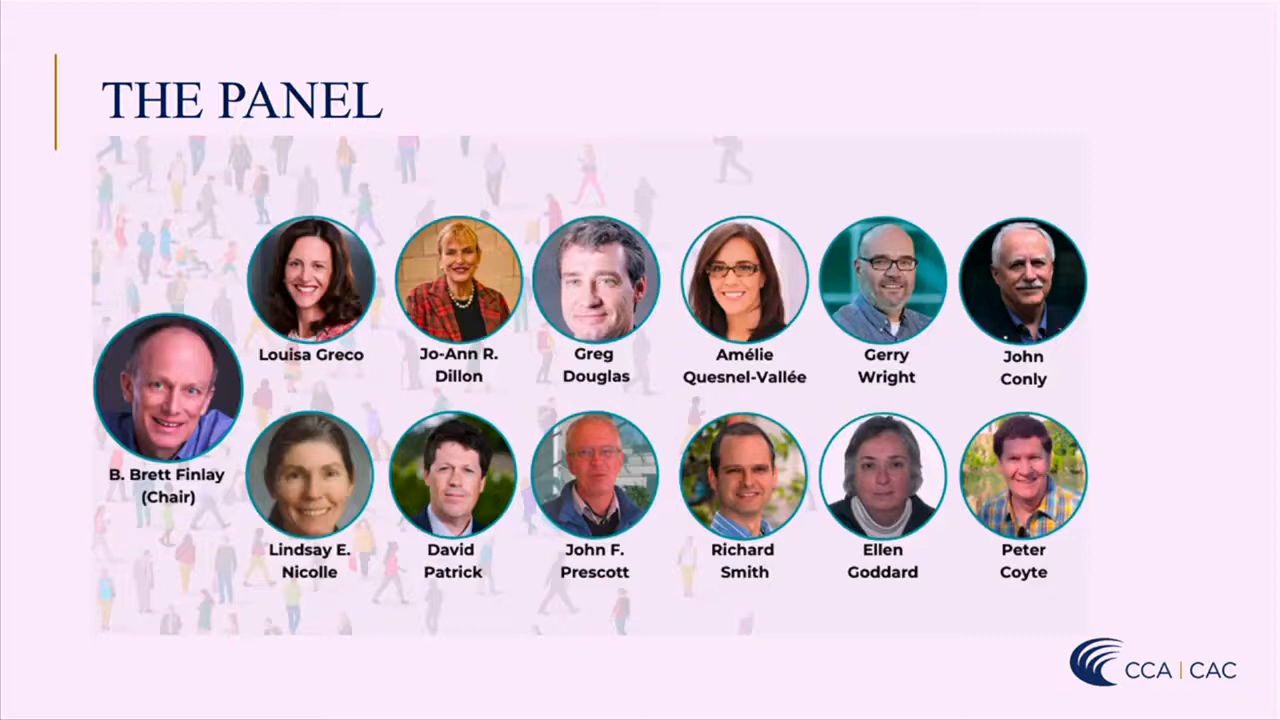 THE PANEL
Louisa Greco
Jo-Ann R.
Dillon
Greg
Douglas
Amélie
Quesnel-Vallée
Gerry
Wright
John
Conly
B. Brett Finlay
(Chair)
Lindsay E.
Nicolle
David
Patrick
John F.
Prescott
Richard
Smith
Ellen
Goddard
Peter
Coyte
CCA | CAC